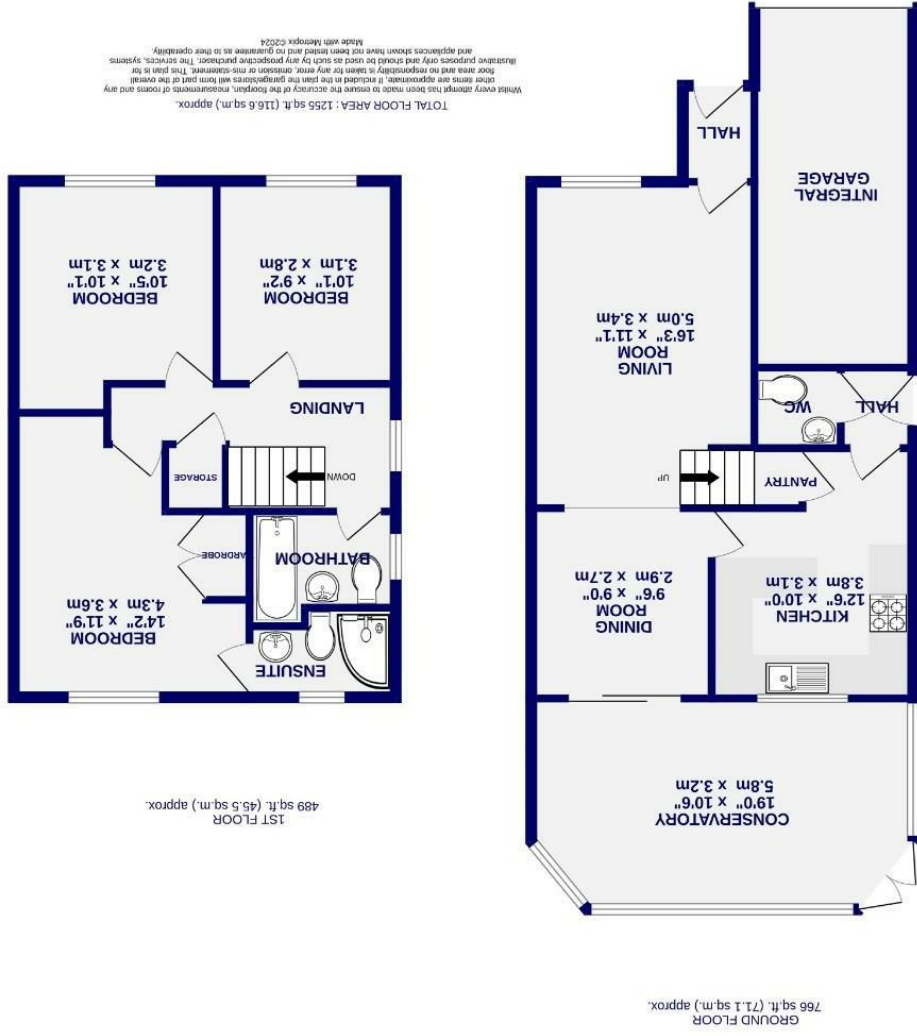 GROUND FLOOR
766 sq.ft. (71.1 sq.m.) approx.
CONSERVATORY
19'0" x 10'6"
5.8m x 3.2m
KITCHEN
12'6" x 10'0"
3.8m x 3.1m
DINING
ROOM
9'6" x 9'0"
2.9m x 2.7m
PANTRY
UP
HALL
WC
LIVING
ROOM
16'3" x 11'1"
5.0m x 3.4m
INTEGRAL
GARAGE
HALL
1ST FLOOR
489 sq.ft. (45.5 sq.m.) approx.
ENSUITE
BEDROOM
14'2" x 11'9"
4.3m x 3.6m
BATHROOM
WARDROBE
DOWN
STORAGE
LANDING
BEDROOM
10'1" x 9'2"
3.1m x 2.8m
BEDROOM
10'5" x 10'1"
3.2m x 3.1m
TOTAL FLOOR AREA : 1255 sq.ft. (116.6 sq.m.) approx.
Whilst every attempt has been made to ensure the accuracy of the floorplan, measurements of rooms and any
other items are approximate, If included in the plan the garage/stores will form part of the overall
floor area and no responsibility is taken for any error, omission or mis-statement. This plan is for
illustrative purposes only and should be used as such by any prospective purchaser. The services, systems
and appliances shown have not been tested and no guarantee as to their operability.
Made with Metropix ©2024